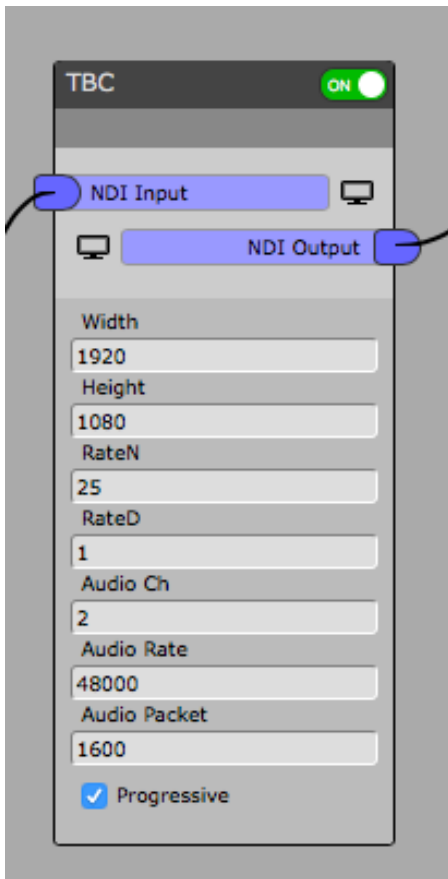 TBC
ON
NDI Input
NDI Output
Width
1920
Height
1080
RateN
25
RateD
1
Audio Ch
2
Audio Rate
48000
Audio Packet
1600
Progressive